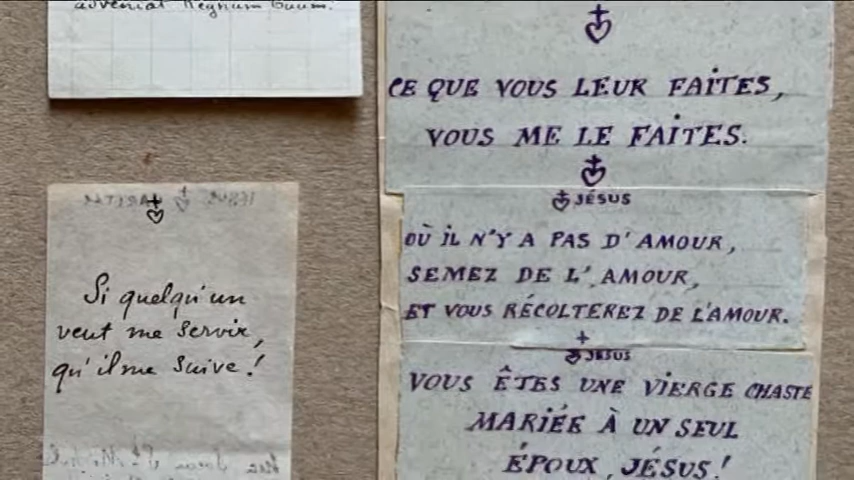 adveniat Regnum Tuum.
Si quelqu'un
veut me servir,
qu'il me suive !
CE QUE VOUS LEUR FAITES,
VOUS ME LE FAITES.
JÉSUS
OÙ IL N'Y A PAS D'AMOUR,
SEMEZ DE L'AMOUR,
ET VOUS RÉCOLTEREZ DE L'AMOUR.
JESUS
VOUS ÊTES UNE VIERGE CHASTE
MARIÉE À UN SEUL
ÉPOUX, JÉSUS !